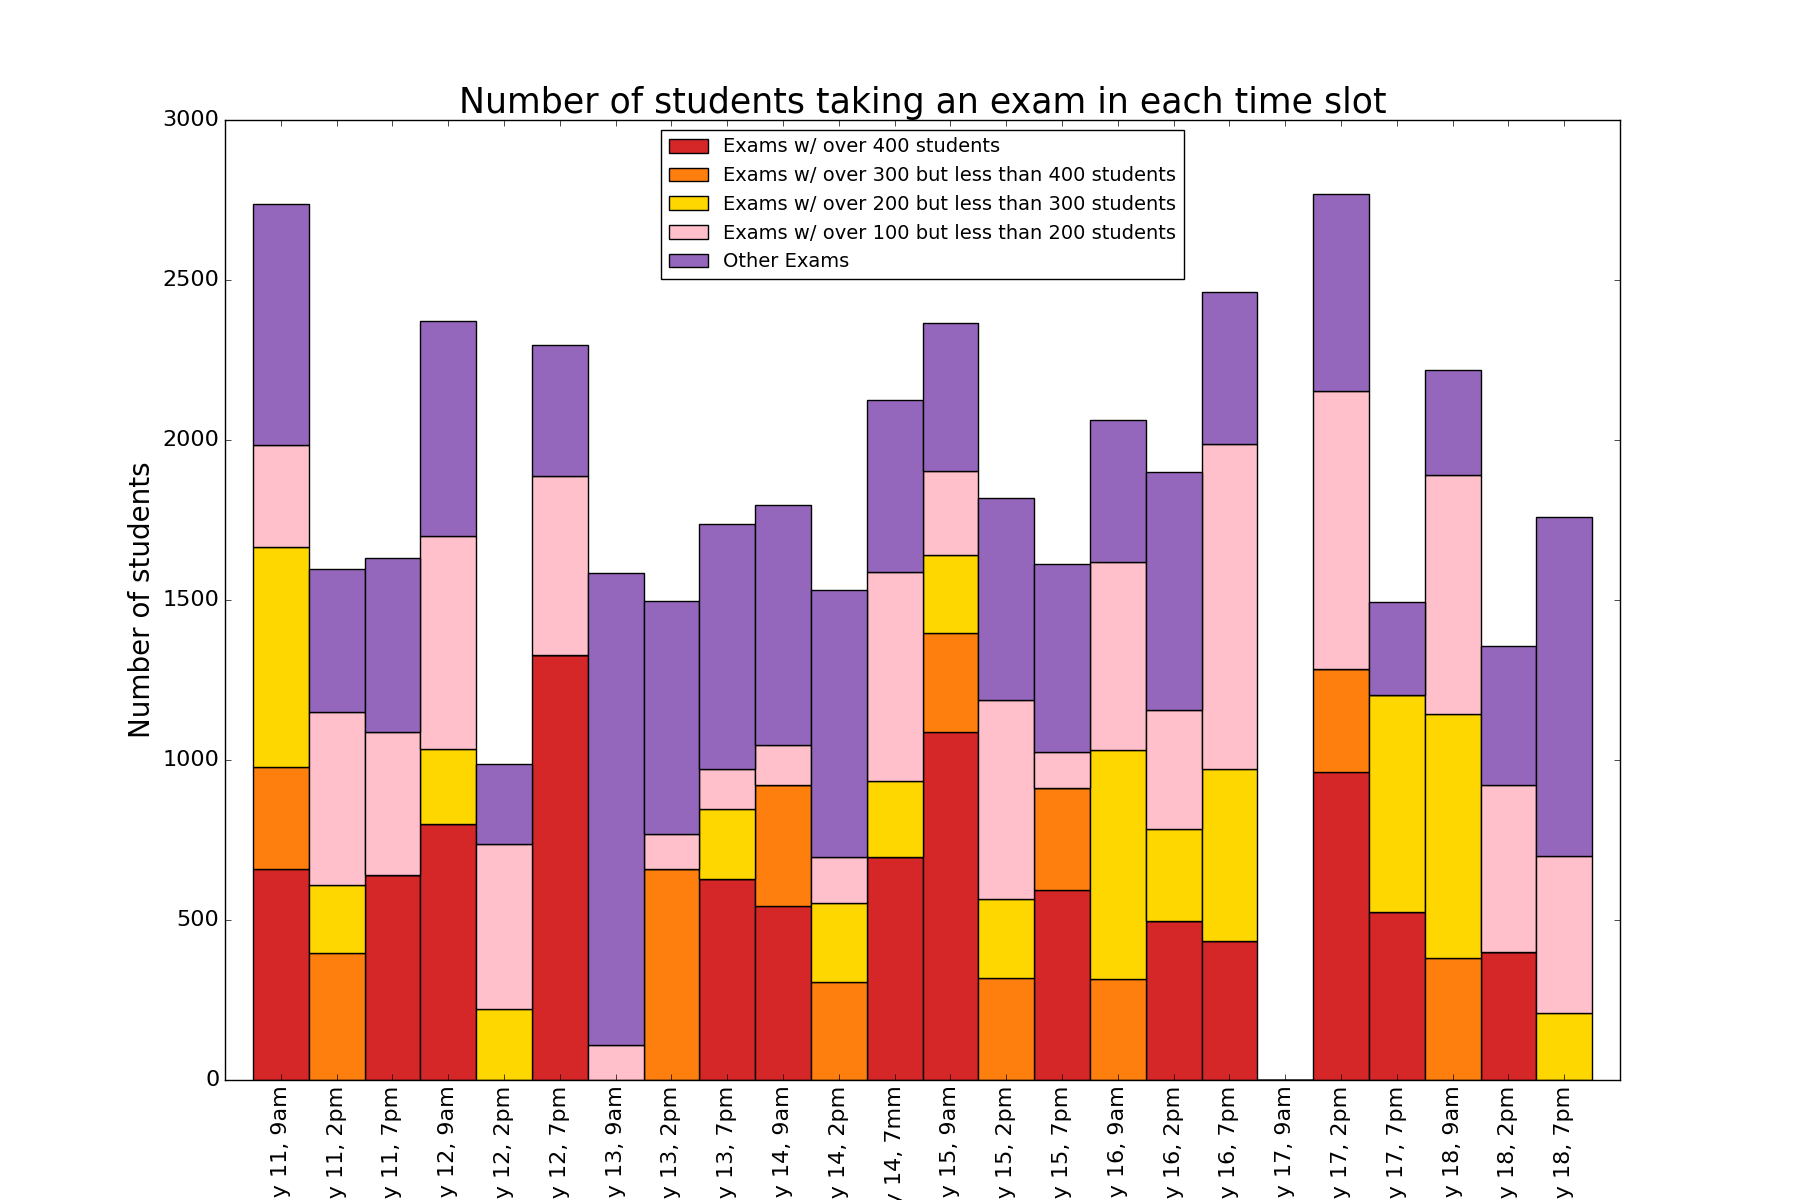 Number of students taking an exam in each time slot
Number of students
3000
2500
2000
1500
1000
500
0
Exams w/ over 400 students
Exams w/ over 300 but less than 400 students
Exams w/ over 200 but less than 300 students
Exams w/ over 100 but less than 200 students
Other Exams
y 11, 9am
y 11, 2pm
y 11, 7pm
y 12, 9am
y 12, 2pm
y 12, 7pm
y 13, 9am
y 13, 2pm
y 13, 7pm
y 14, 9am
y 14, 2pm
y 14, 7mm
y 15, 9am
y 15, 2pm
y 15, 7pm
y 16, 9am
y 16, 2pm
y 16, 7pm
y 17, 9am
y 17, 2pm
y 17, 7pm
y 18, 9am
y 18, 2pm
y 18, 7pm